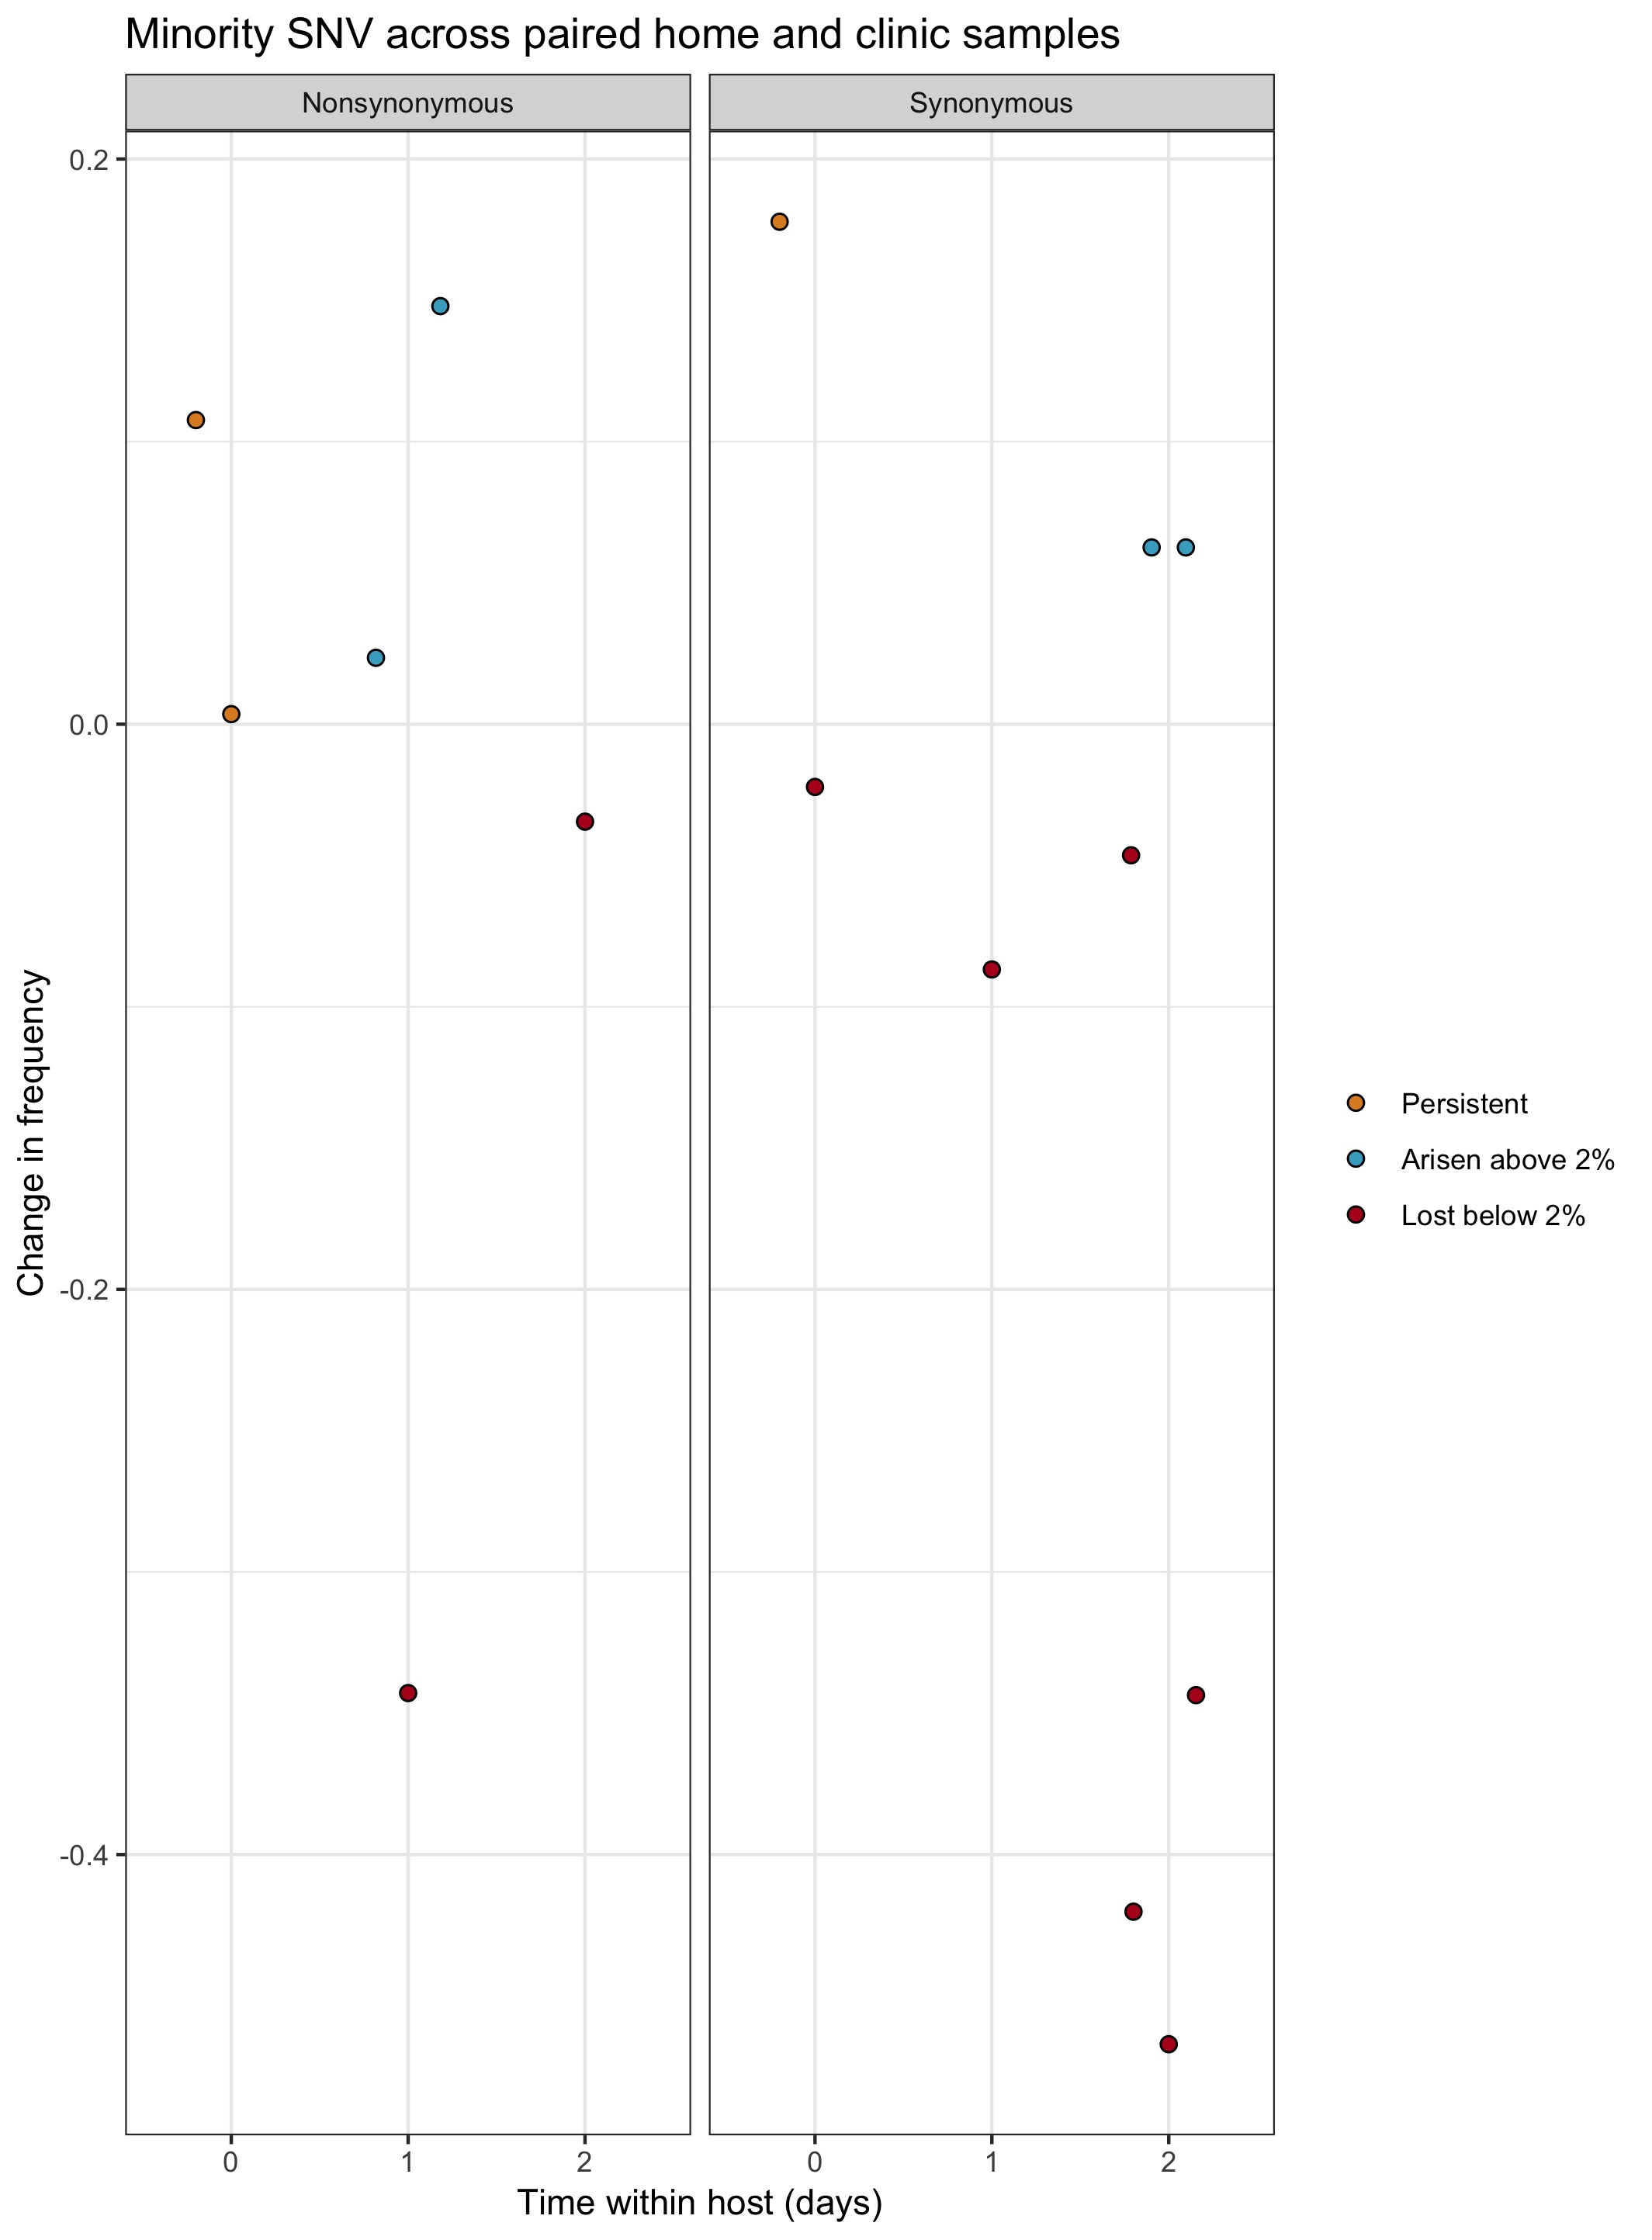 Minority SNV across paired home and clinic samples
Nonsynonymous
Synonymous
0.2
0.0
-0.2
-0.4
Change in frequency
0 1 2
0 1 2
Time within host (days)
Persistent
Arisen above 2%
Lost below 2%